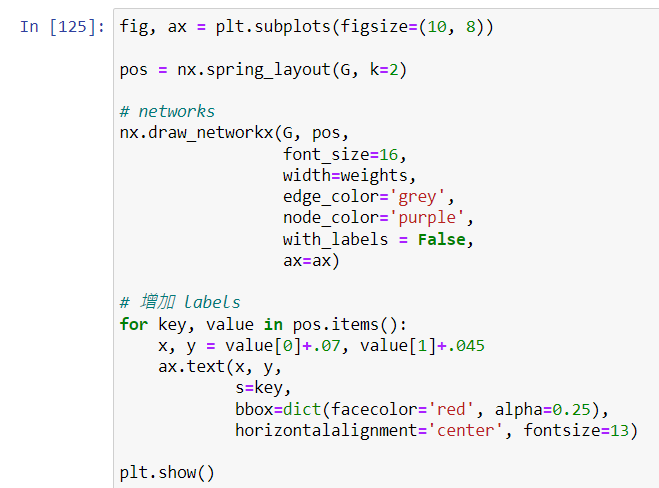 In [125]: fig, ax = plt.subplots(figsize=(10, 8))
pos = nx.spring_layout(G, k=2)
# networks
nx.draw_networkx(G, pos,
font_size=16,
width=weights,
edge_color='grey',
node_color='purple',
with_labels = False,
ax=ax)
# 增加 labels
for key, value in pos.items():
x, y = value[0]+.07, value[1]+.045
ax.text(x, y,
s=key,
bbox=dict(facecolor='red', alpha=0.25),
horizontalalignment='center', fontsize=13)
plt.show()